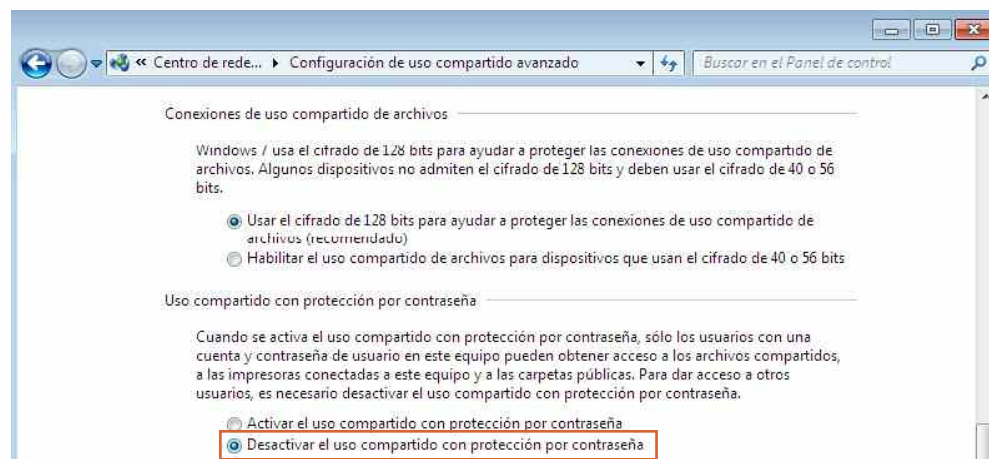 « Centro de rede... ▸ Configuración de uso compartido avanzado
Buscar en el Panel de control
Conexiones de uso compartido de archivos
Windows 7 usa el cifrado de 128 bits para ayudar a proteger las conexiones de uso compartido de
archivos. Algunos dispositivos no admiten el cifrado de 128 bits y deben usar el cifrado de 40 o 56
bits.
Usar el cifrado de 128 bits para ayudar a proteger las conexiones de uso compartido de
archivos (recomendado)
Habilitar el uso compartido de archivos para dispositivos que usan el cifrado de 40 o 56 bits
Uso compartido con protección por contraseña
Cuando se activa el uso compartido con protección por contraseña, sólo los usuarios con una
cuenta y contraseña de usuario en este equipo pueden obtener acceso a los archivos compartidos,
a las impresoras conectadas a este equipo y a las carpetas públicas. Para dar acceso a otros
usuarios, es necesario desactivar el uso compartido con protección por contraseña.
Activar el uso compartido con protección por contraseña
Desactivar el uso compartido con protección por contraseña